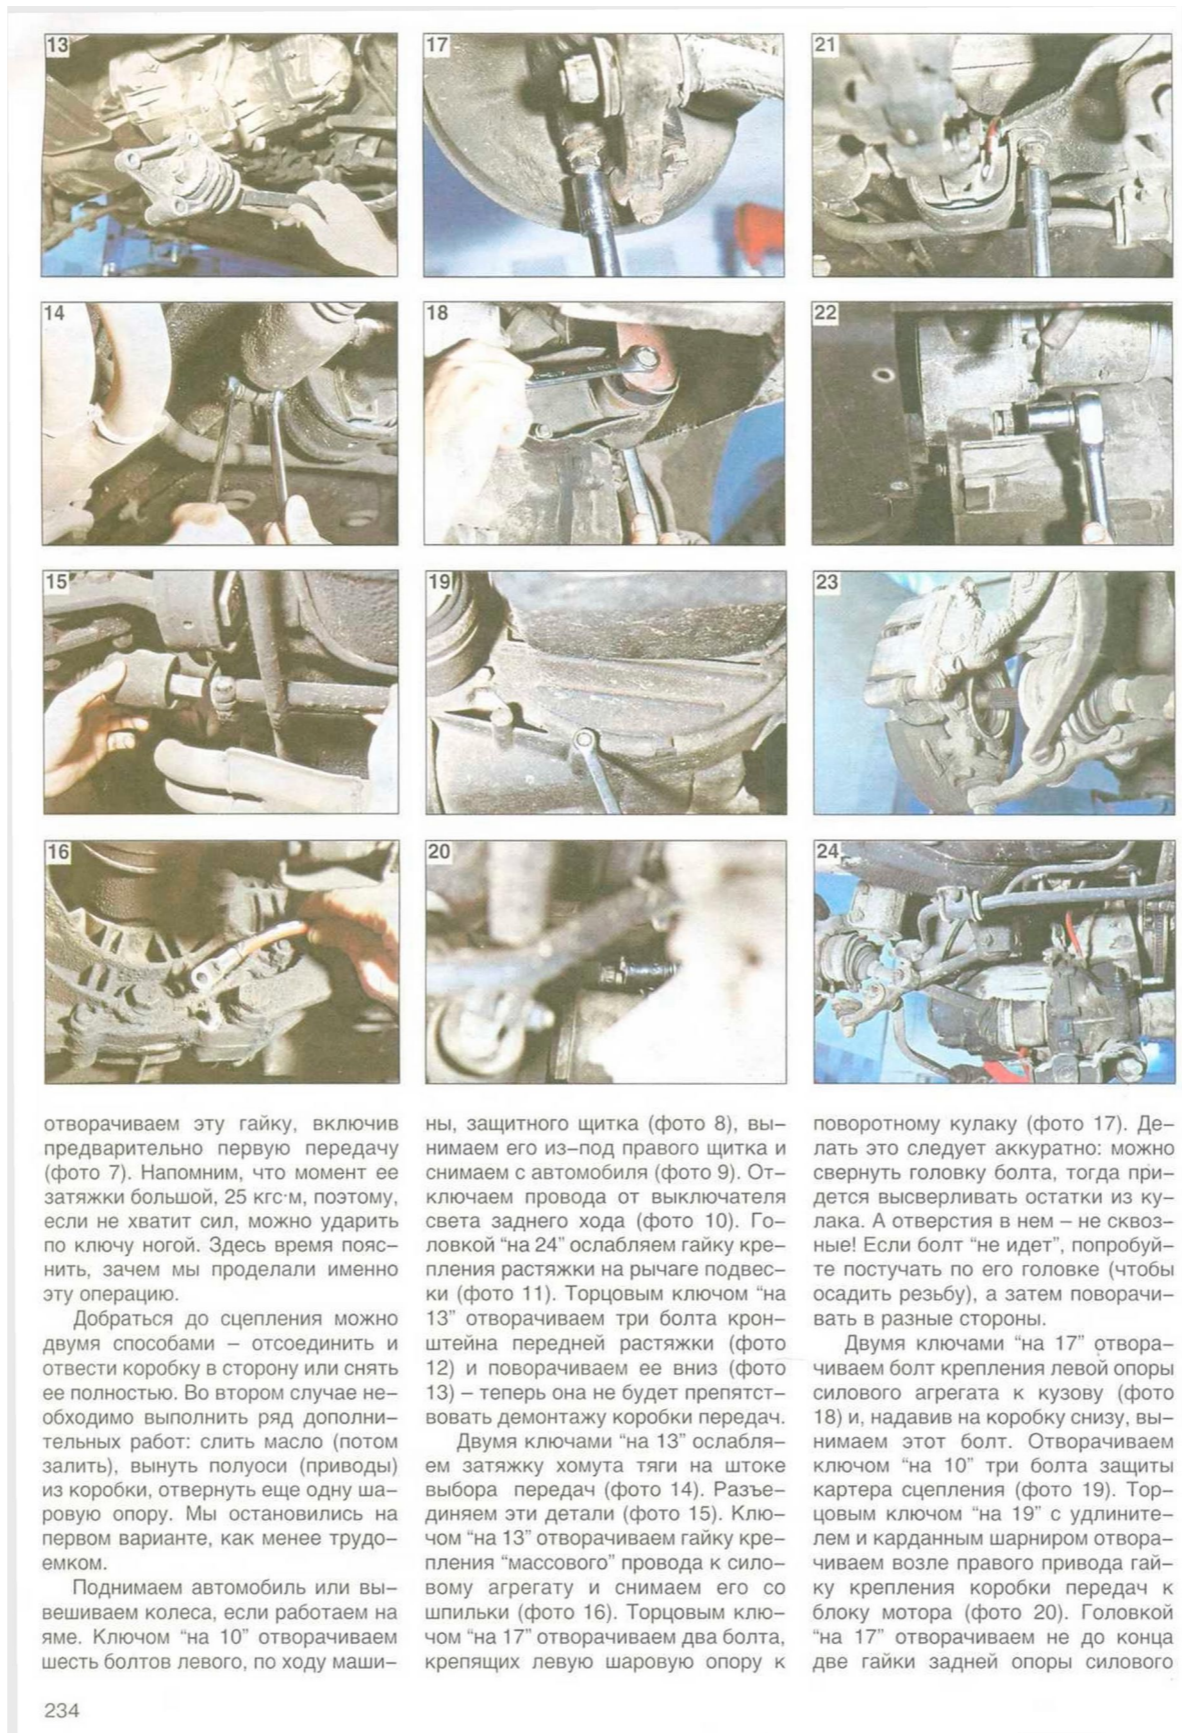 13
17
21
14
18
22
15
19
23
16
20
24
отворачиваем эту гайку, включив
предварительно первую передачу
(фото 7). Напомним, что момент ее
затяжки большой, 25 кгс·м, поэтому,
если не хватит сил, можно ударить
по ключу ногой. Здесь время пояс–
нить, зачем мы проделали именно
эту операцию.
Добраться до сцепления можно
двумя способами – отсоединить и
отвести коробку в сторону или снять
ее полностью. Во втором случае не–
обходимо выполнить ряд дополни–
тельных работ: слить масло (потом
залить), вынуть полуоси (приводы)
из коробки, отвернуть еще одну ша–
ровую опору. Мы остановились на
первом варианте, как менее трудо–
емком.
Поднимаем автомобиль или вы–
вешиваем колеса, если работаем на
яме. Ключом “на 10” отворачиваем
шесть болтов левого, по ходу маши–
ны, защитного щитка (фото 8), вы–
нимаем его из–под правого щитка и
снимаем с автомобиля (фото 9). От–
ключаем провода от выключателя
света заднего хода (фото 10). Го–
ловкой “на 24” ослабляем гайку кре–
пления растяжки на рычаге подвес–
ки (фото 11). Торцовым ключом “на
13” отворачиваем три болта крон–
штейна передней растяжки (фото
12) и поворачиваем ее вниз (фото
13) – теперь она не будет препятст–
вовать демонтажу коробки передач.
Двумя ключами “на 13” ослабля–
ем затяжку хомута тяги на штоке
выбора передач (фото 14). Разъе–
диняем эти детали (фото 15). Клю–
чом “на 13” отворачиваем гайку кре–
пления “массового” провода к сило–
вому агрегату и снимаем его со
шпильки (фото 16). Торцовым клю–
чом “на 17” отворачиваем два болта,
крепящих левую шаровую опору к
поворотному кулаку (фото 17). Де–
лать это следует аккуратно: можно
свернуть головку болта, тогда при–
дется высверливать остатки из ку–
лака. А отверстия в нем – не сквоз–
ные! Если болт “не идет”, попробуй–
те постучать по его головке (чтобы
осадить резьбу), а затем поворачи–
вать в разные стороны.
Двумя ключами “на 17” отвора–
чиваем болт крепления левой опоры
силового агрегата к кузову (фото
18) и, надавив на коробку снизу, вы–
нимаем этот болт. Отворачиваем
ключом “на 10” три болта защиты
картера сцепления (фото 19). Тор–
цовым ключом “на 19” с удлините–
лем и карданным шарниром отвора–
чиваем возле правого привода гай–
ку крепления коробки передач к
блоку мотора (фото 20). Головкой
“на 17” отворачиваем не до конца
две гайки задней опоры силового
234